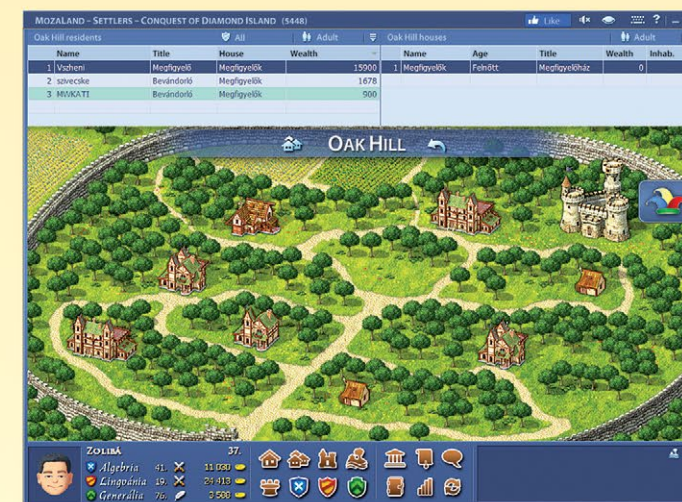 MOZALAND – SETTLERS – CONQUEST OF DIAMOND ISLAND (5448) Like ?
Oak Hill residents All Adult Oak Hill houses Adult
Name Title House Wealth Name Age Title Wealth Inhab.
1 Vszheni Megfigyelő Megfigyelők 15900 1 Megfigyelők Felnőtt Megfigyelőház 0
2 szivecske Bevándorló Megfigyelők 1678
3 MWKATI Bevándorló Megfigyelők 900
OAK HILL
ZOLIBÁ 37.
Algebria 41. 11 030
Lingvánia 19. 24 413
Generália 76. 3 500